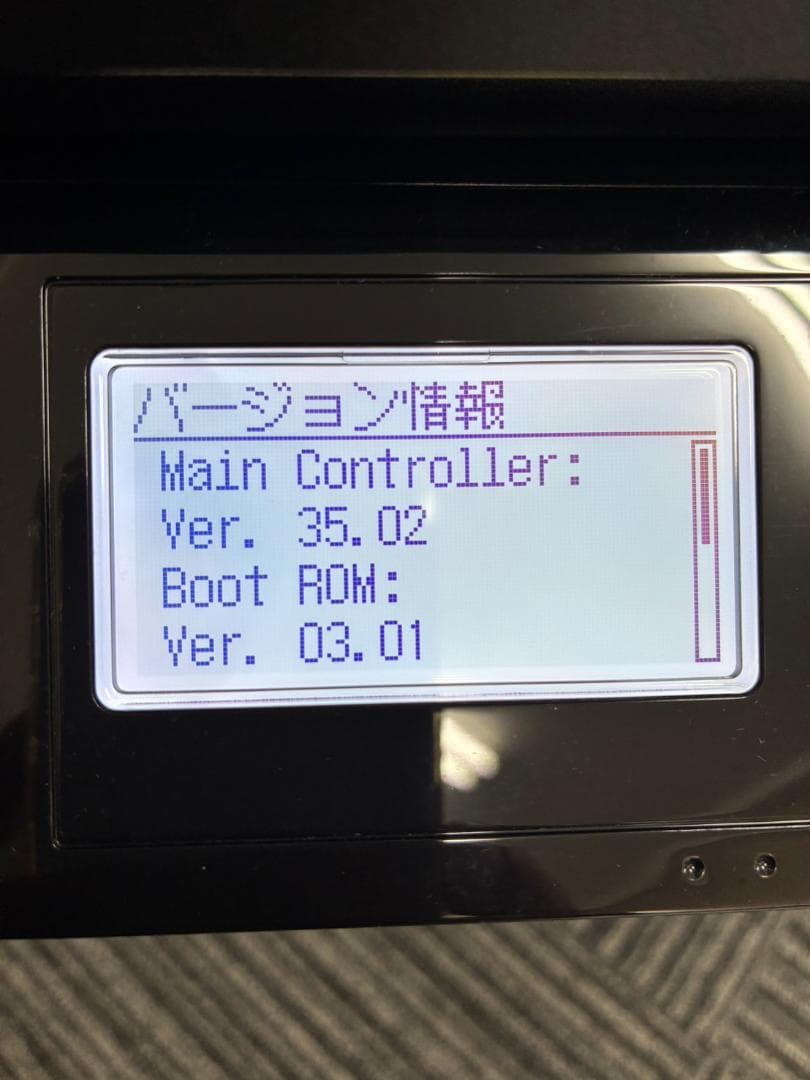 バージョン情報
Main Controller:
Ver. 35.02
Boot ROM:
Ver. 03.01